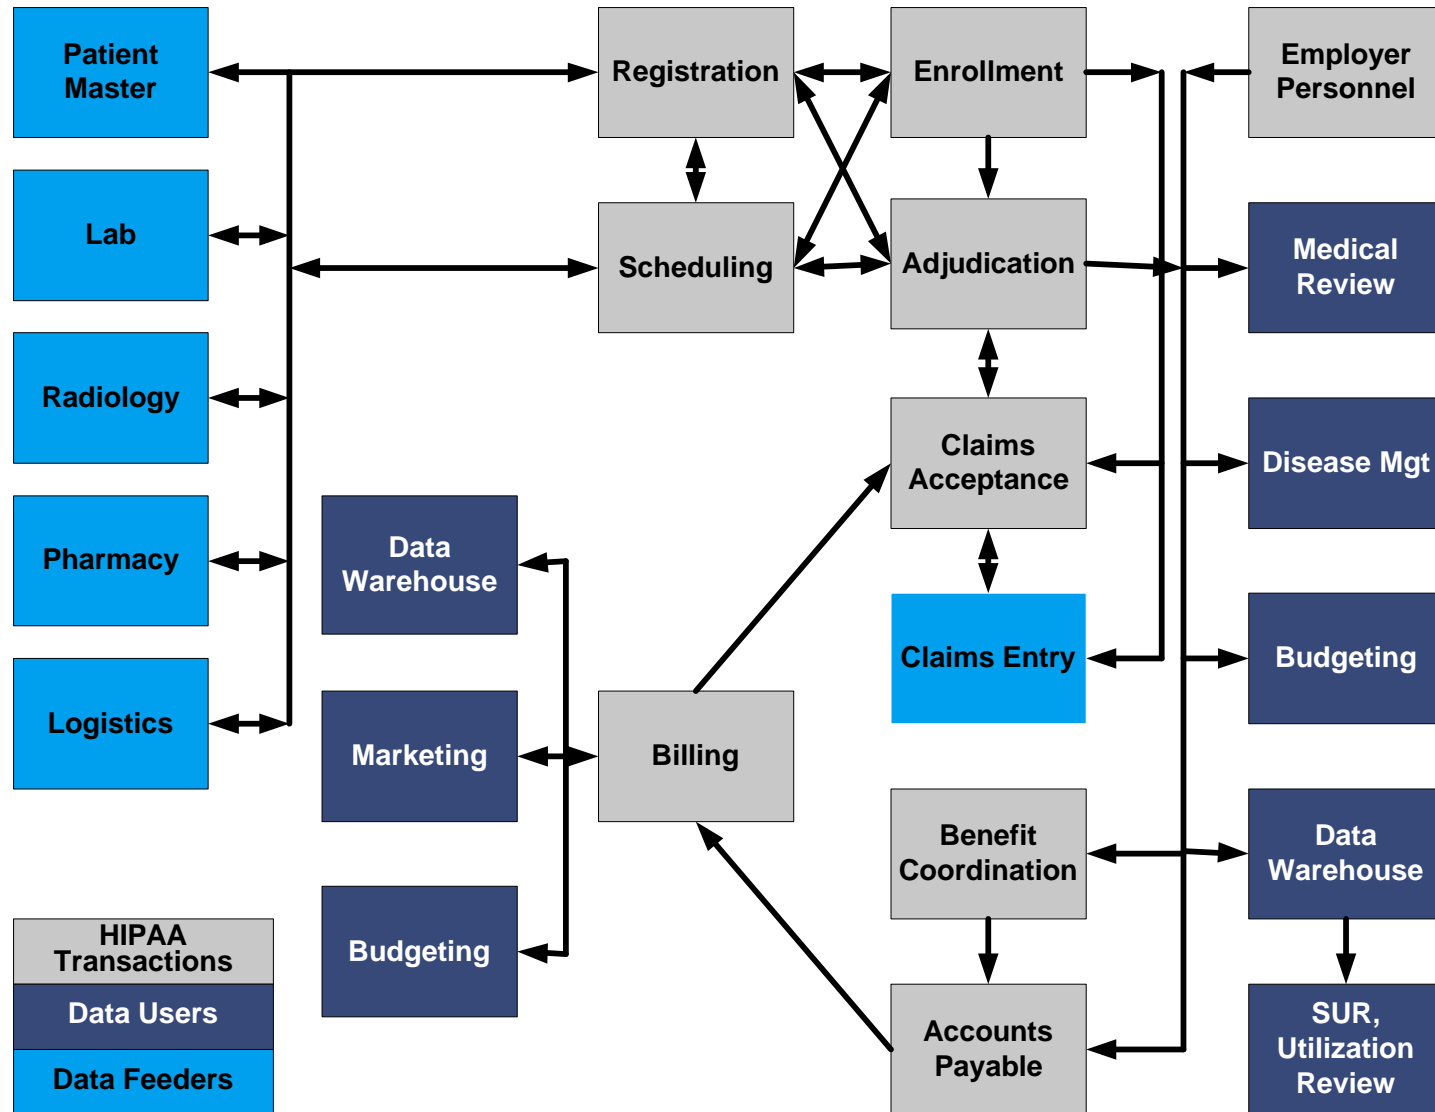 Patient
Master
Registration
Enrollment
Employer
Personnel
Lab
Scheduling
Adjudication
Medical
Review
Radiology
Claims
Acceptance
Disease Mgt
Pharmacy
Data
Warehouse
Claims Entry
Budgeting
Logistics
Marketing
Billing
Benefit
Coordination
Data
Warehouse
Budgeting
Accounts
Payable
SUR,
Utilization
Review
HIPAA
Transactions
Data Users
Data Feeders